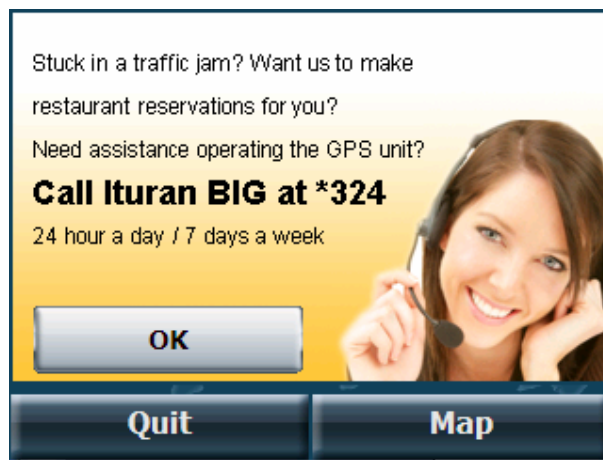 Stuck in a traffic jam? Want us to make
restaurant reservations for you?
Need assistance operating the GPS unit?
Call Ituran BIG at *324
24 hour a day / 7 days a week
OK
Quit
Map